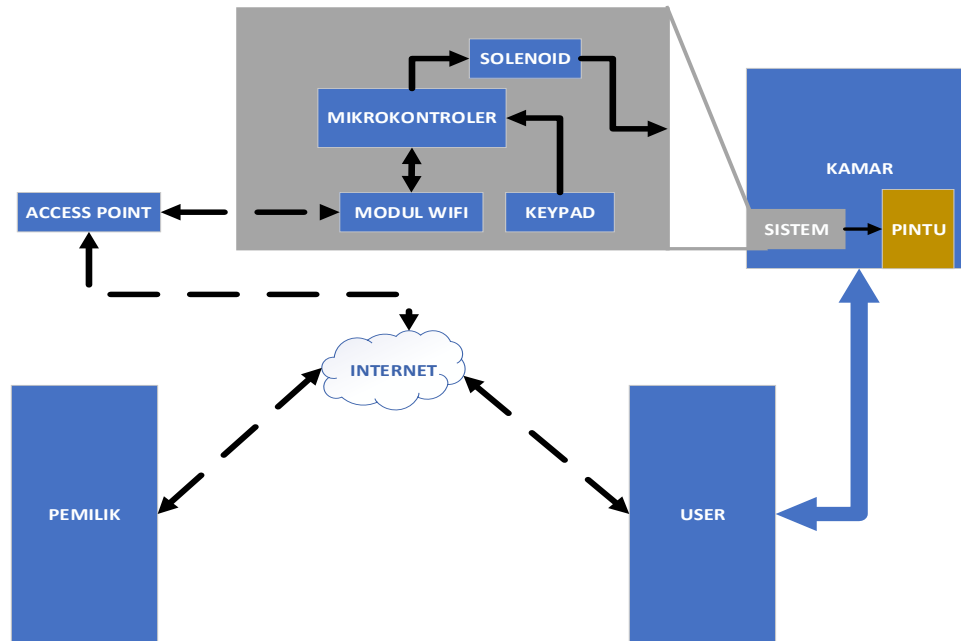 SOLENOID
MIKROKONTROLER
KAMAR
ACCESS POINT
MODUL WIFI
KEYPAD
SISTEM
PINTU
INTERNET
PEMILIK
USER